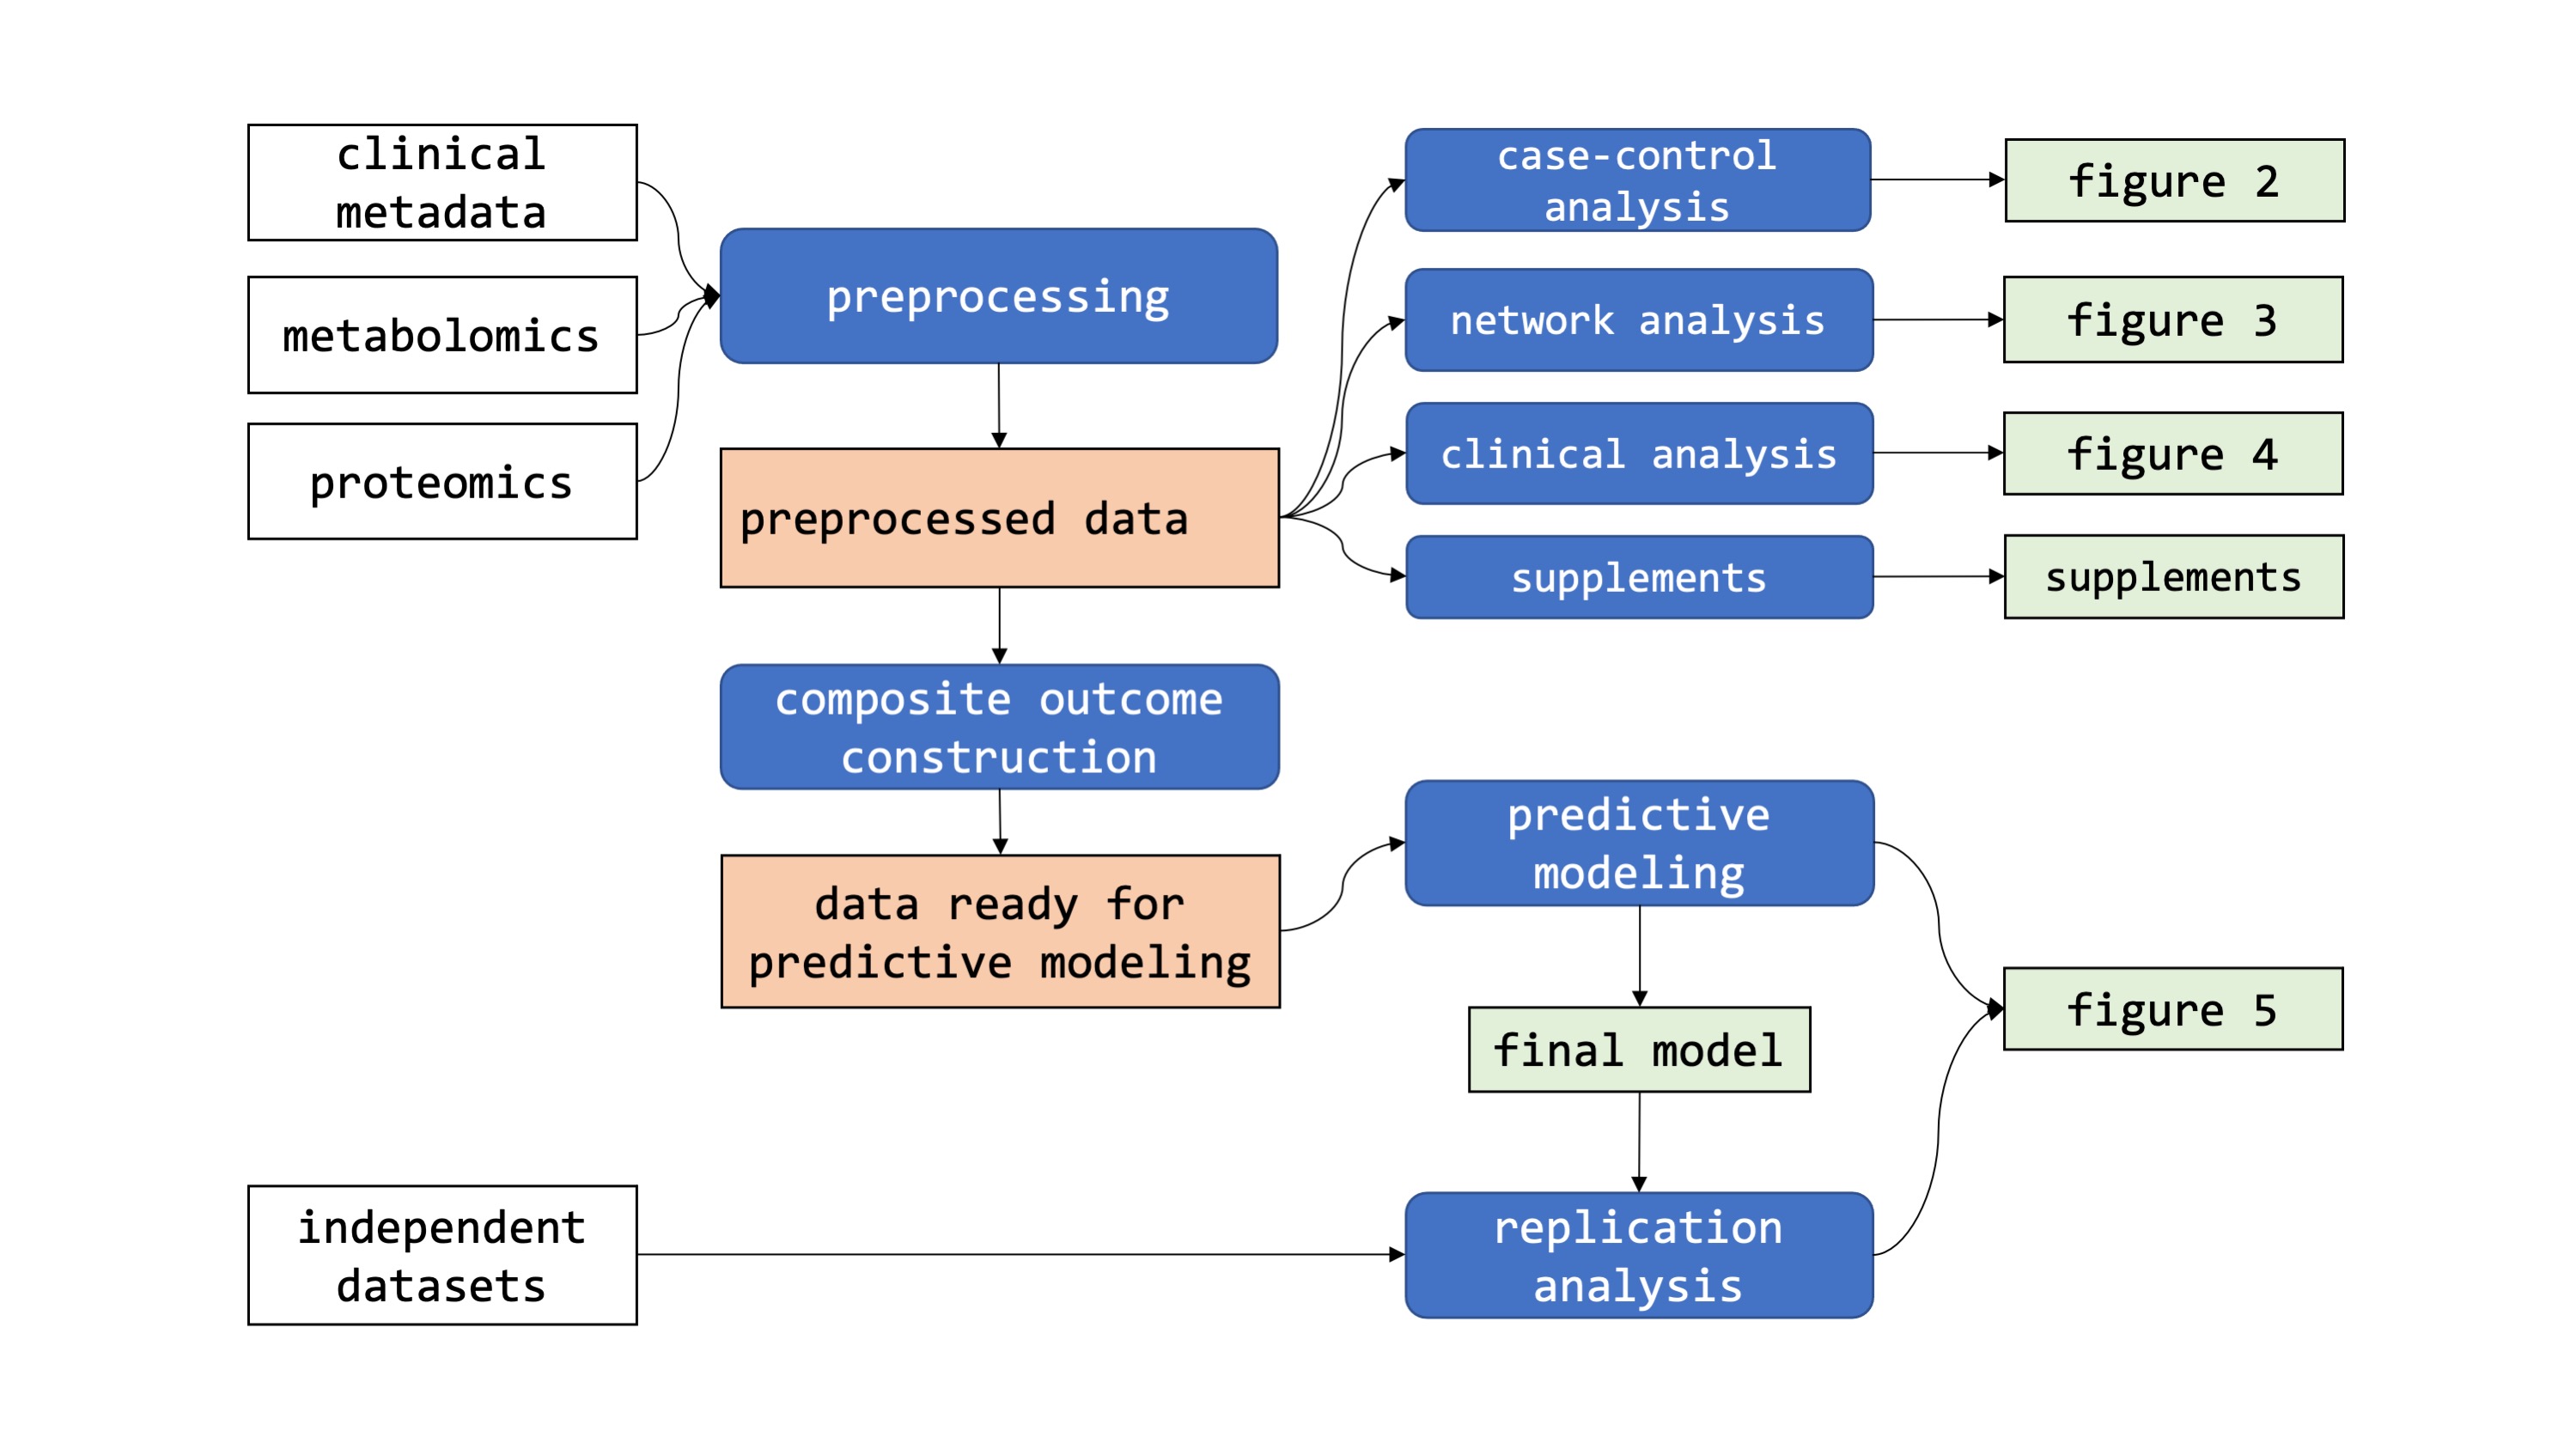 clinical
metadata
metabolomics
proteomics
preprocessing
preprocessed data
composite outcome
construction
data ready for
predictive modeling
case-control
analysis
figure 2
network analysis
figure 3
clinical analysis
figure 4
supplements
supplements
predictive
modeling
final model
figure 5
independent
datasets
replication
analysis